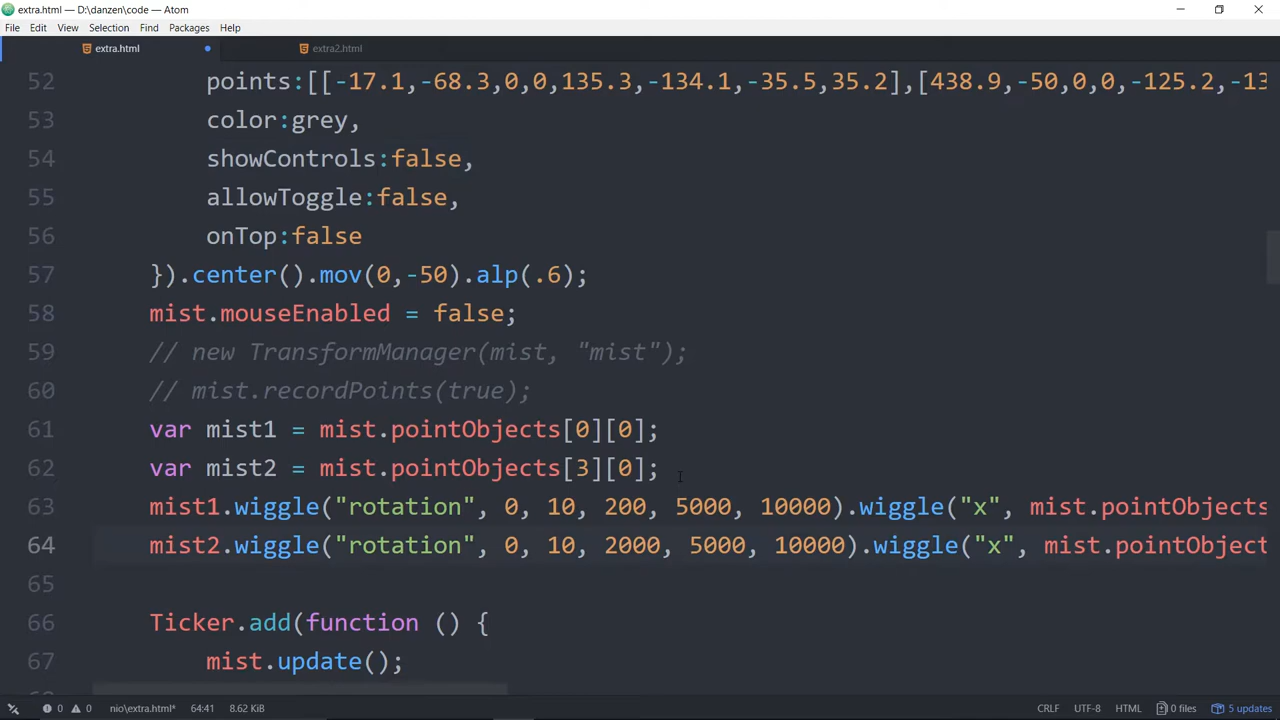 extra.html — D:\danzen\code — Atom
File Edit View Selection Find Packages Help
extra.html extra2.html
52 points:[[-17.1,-68.3,0,0,135.3,-134.1,-35.5,35.2],[438.9,-50,0,0,-125.2,-13
53 color:grey,
54 showControls:false,
55 allowToggle:false,
56 onTop:false
57 }).center().mov(0,-50).alp(.6);
58 mist.mouseEnabled = false;
59 // new TransformManager(mist, "mist");
60 // mist.recordPoints(true);
61 var mist1 = mist.pointObjects[0][0];
62 var mist2 = mist.pointObjects[3][0];
63 mist1.wiggle("rotation", 0, 10, 200, 5000, 10000).wiggle("x", mist.pointObjects
64 mist2.wiggle("rotation", 0, 10, 2000, 5000, 10000).wiggle("x", mist.pointObject
65
66 Ticker.add(function () {
67 mist.update();
0 0 nio\extra.html* 64:41 8.62 KiB CRLF UTF-8 HTML 0 files 5 updates